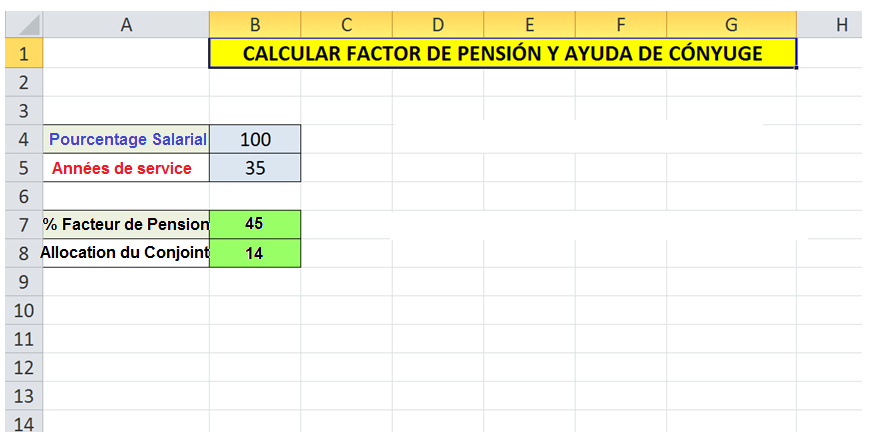 A B C D E F G H
1 CALCULAR FACTOR DE PENSIÓN Y AYUDA DE CÓNYUGE
2
3
4 Pourcentage Salarial 100
5 Années de service 35
6
7 % Facteur de Pension 45
8 Allocation du Conjoint 14
9
10
11
12
13
14